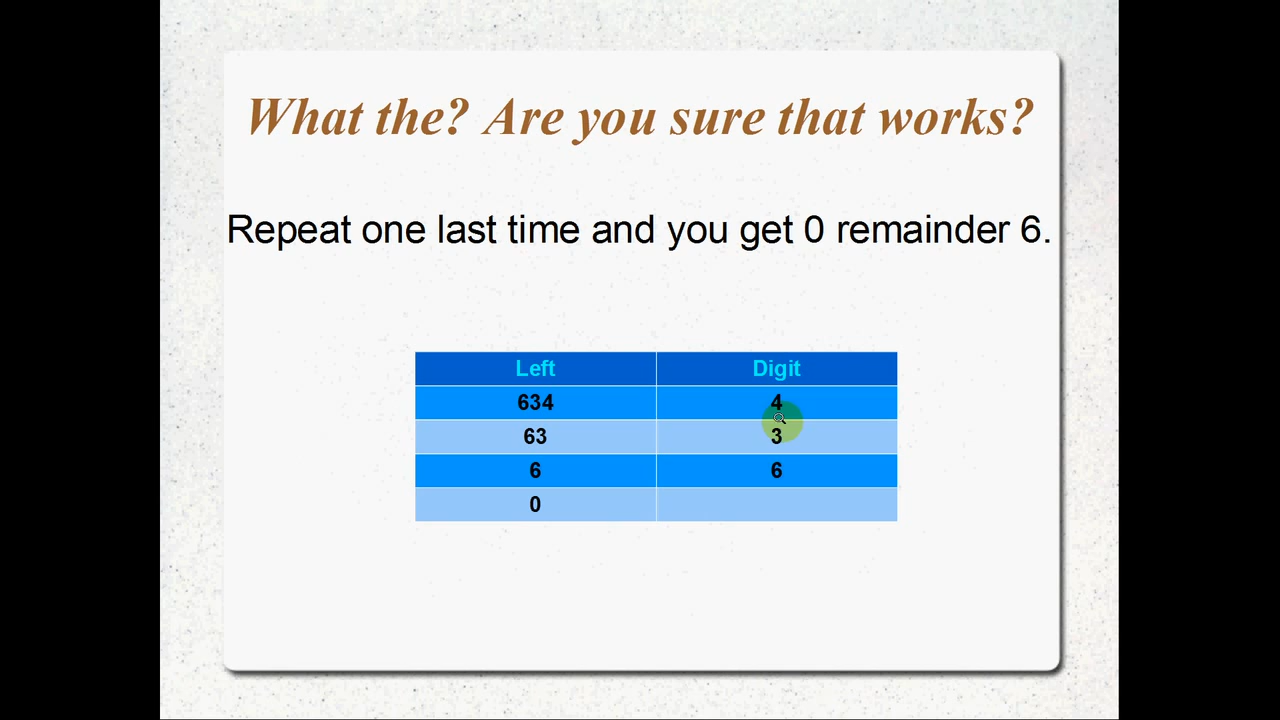 What the? Are you sure that works?
Repeat one last time and you get 0 remainder 6.
Left Digit
634 4
63 3
6 6
0